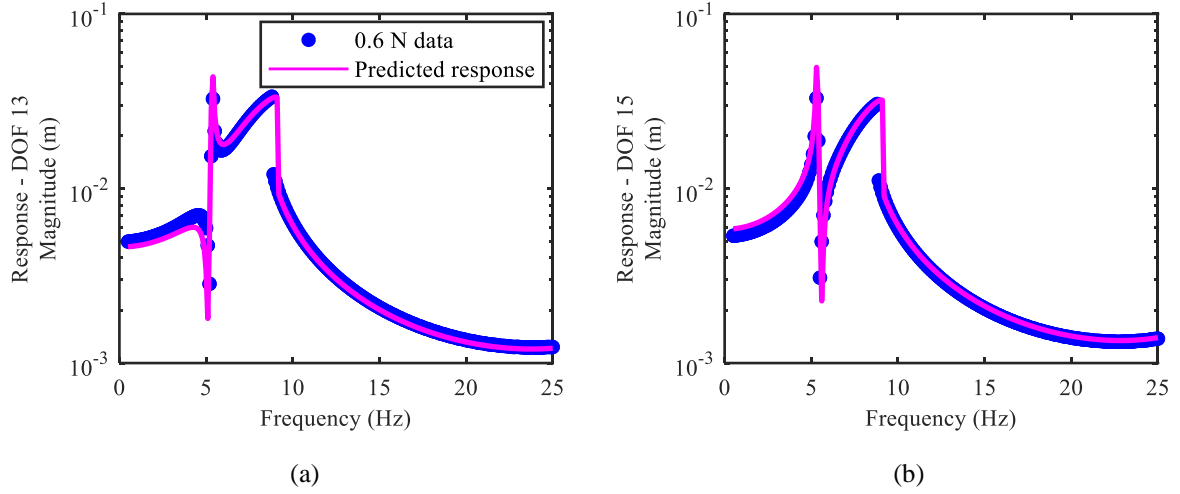 10^-1
10^-2
10^-3
0 5 10 15 20 25
Frequency (Hz)
Response - DOF 13
Magnitude (m)
0.6 N data
Predicted response
(a)
10^-1
10^-2
10^-3
0 5 10 15 20 25
Frequency (Hz)
Response - DOF 15
Magnitude (m)
(b)